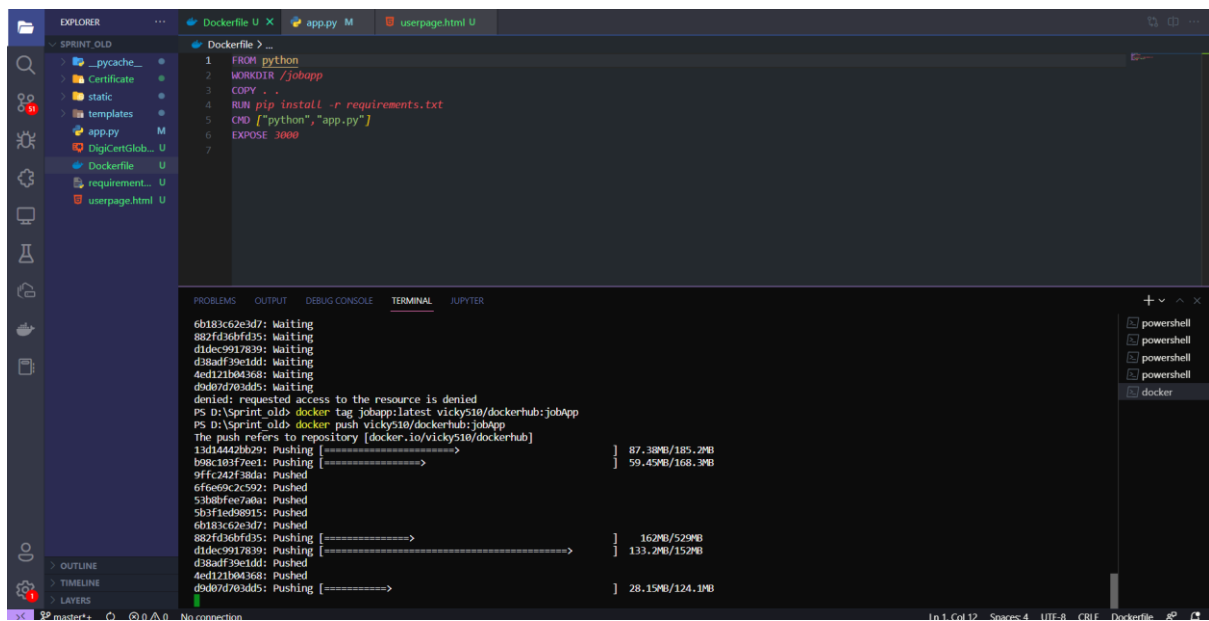 EXPLORER ...
Dockerfile U X
app.py M
userpage.html U
SPRINT_OLD
__pycache__
Certificate
static
templates
app.py M
DigiCertGlob... U
Dockerfile U
requirement... U
userpage.html U
OUTLINE
TIMELINE
LAYERS
51
1
Dockerfile > ...
1 FROM python
2 WORKDIR /jobapp
3 COPY . .
4 RUN pip install -r requirements.txt
5 CMD ["python","app.py"]
6 EXPOSE 3000
7
PROBLEMS OUTPUT DEBUG CONSOLE TERMINAL JUPYTER
6b183c62e3d7: Waiting
882fd36bfd35: Waiting
d1dec9917839: Waiting
d38adf39e1dd: Waiting
4ed121b04368: Waiting
d9d07d703dd5: Waiting
denied: requested access to the resource is denied
PS D:\Sprint_old> docker tag jobapp:latest vicky510/dockerhub:jobApp
PS D:\Sprint_old> docker push vicky510/dockerhub:jobApp
The push refers to repository [docker.io/vicky510/dockerhub]
13d14442bb29: Pushing [=======================> ] 87.38MB/185.2MB
b98c103f7ee1: Pushing [=================> ] 59.45MB/168.3MB
9ffc242f38da: Pushed
6f6e69c2c592: Pushed
53b8bfee7a0a: Pushed
5b3f1ed98915: Pushed
6b183c62e3d7: Pushed
882fd36bfd35: Pushing [===============> ] 162MB/529MB
d1dec9917839: Pushing [===========================================> ] 133.2MB/152MB
d38adf39e1dd: Pushed
4ed121b04368: Pushed
d9d07d703dd5: Pushing [===========> ] 28.15MB/124.1MB
powershell
powershell
powershell
powershell
docker
master*+ 0 0 No connection
Ln 1, Col 12 Spaces: 4 UTF-8 CRLF Dockerfile